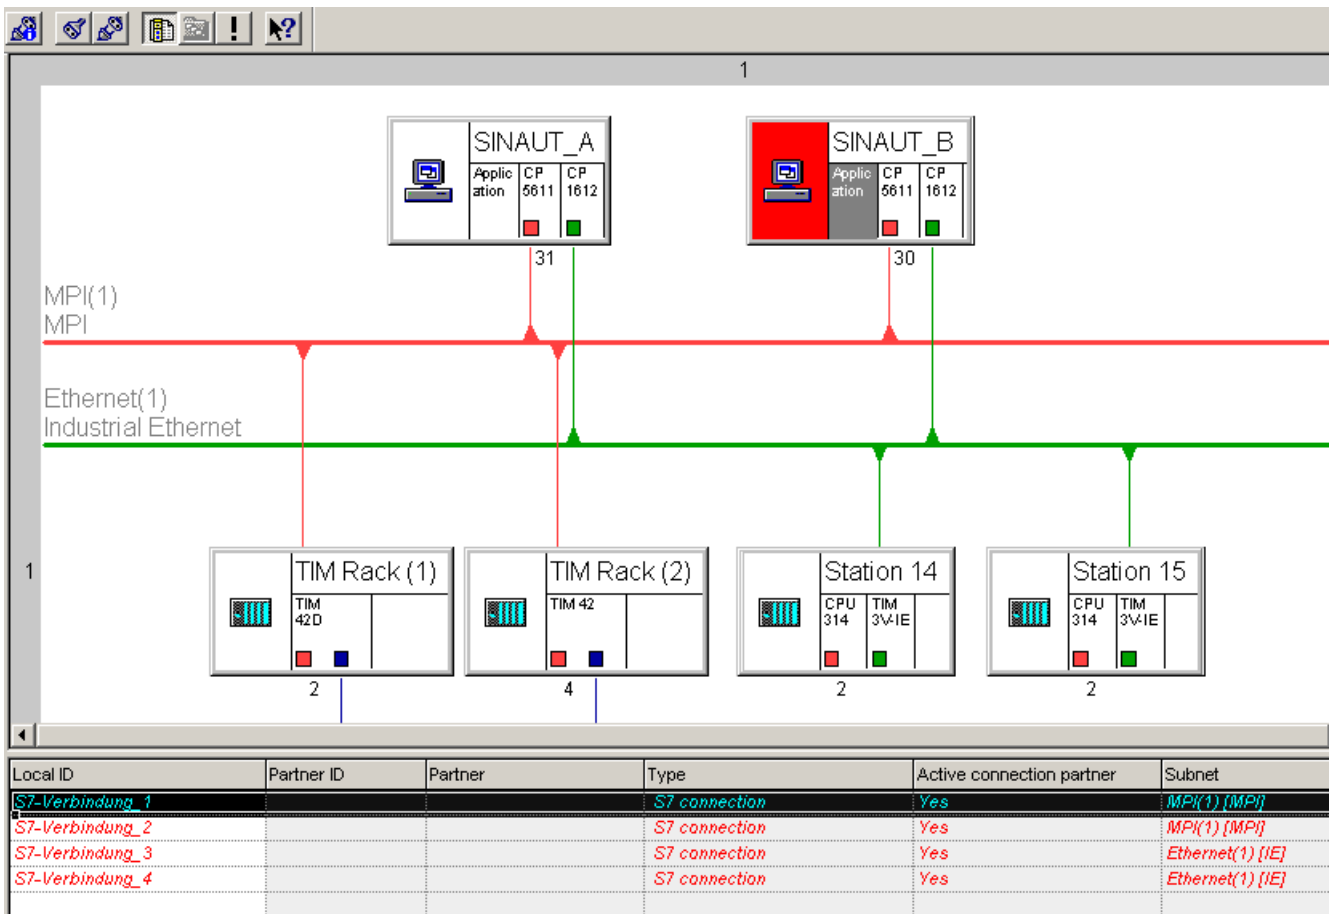 1
SINAUT_A
Applic ation
CP 5611
CP 1612
31
SINAUT_B
Applic ation
CP 5611
CP 1612
30
MPI(1)
MPI
Ethernet(1)
Industrial Ethernet
1
TIM Rack (1)
TIM 42D
2
TIM Rack (2)
TIM 42
4
Station 14
CPU 314
TIM 3V-IE
2
Station 15
CPU 314
TIM 3V-IE
2
Local ID Partner ID Partner Type Active connection partner Subnet
S7-Verbindung_1 S7 connection Yes MPI(1) [MPI]
S7-Verbindung_2 S7 connection Yes MPI(1) [MPI]
S7-Verbindung_3 S7 connection Yes Ethernet(1) [IE]
S7-Verbindung_4 S7 connection Yes Ethernet(1) [IE]